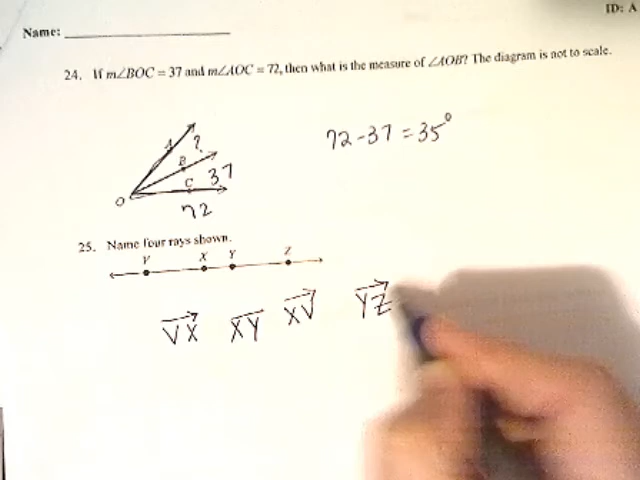 ID: A
Name:
24. If m∠BOC = 37 and m∠AOC = 72, then what is the measure of ∠AOB? The diagram is not to scale.
72 - 37 = 35°
A ?
B
C 37
O
72
25. Name four rays shown.
V X Y Z
VX XY XV YZ